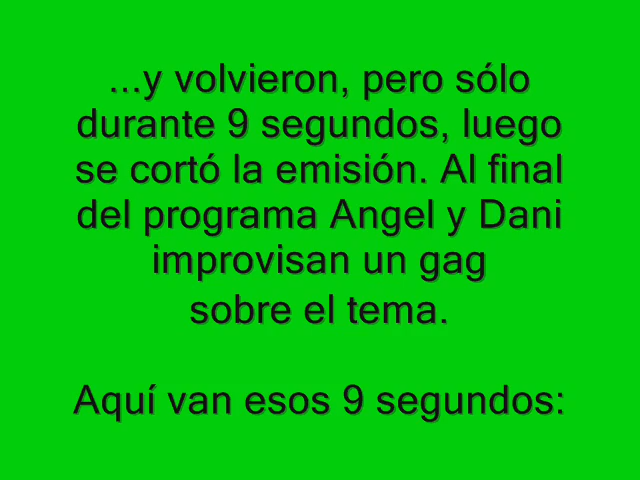 ...y volvieron, pero sólo
durante 9 segundos, luego
se cortó la emisión. Al final
del programa Angel y Dani
improvisan un gag
sobre el tema.
Aquí van esos 9 segundos: